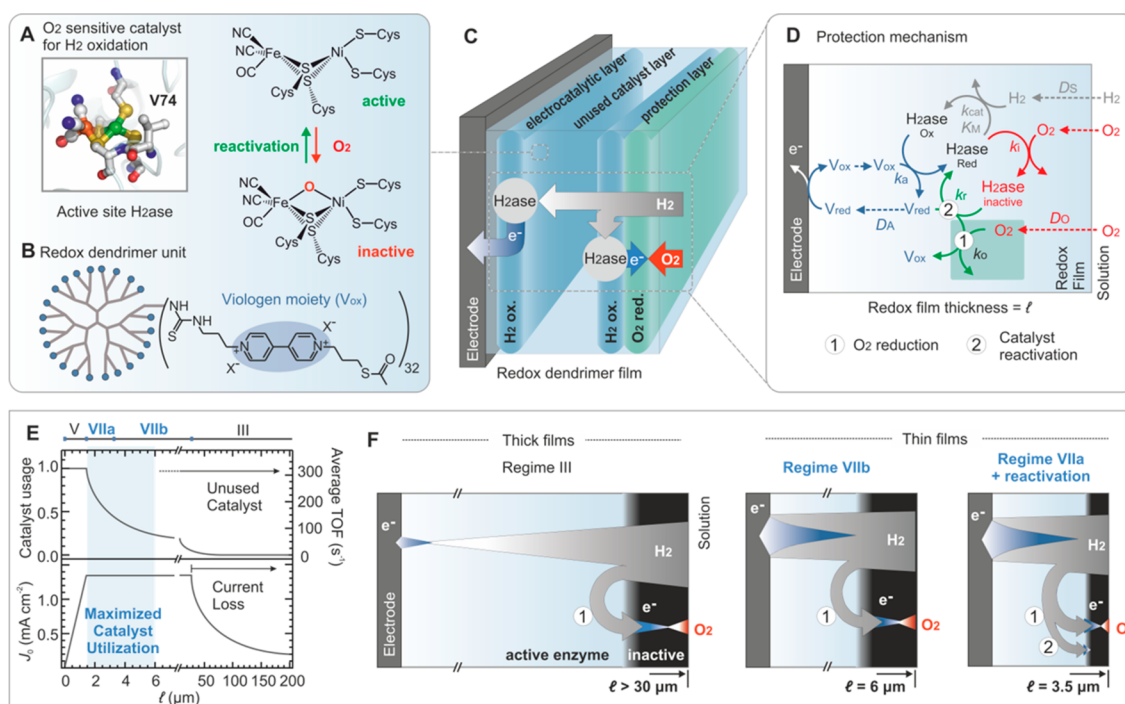 A
O2 sensitive catalyst
for H2 oxidation
V74
Active site H2ase
NC
NC
OC
Fe
Ni
S
S
S—Cys
S—Cys
Cys
Cys
active
reactivation
O2
NC
NC
OC
Fe
O
Ni
S
S
S—Cys
S—Cys
Cys
Cys
inactive
B
Redox dendrimer unit
Viologen moiety (Vox)
NH
S
NH
X−
N
+
N
+
X−
S
O
32
C
electrocatalytic layer
unused catalyst layer
protection layer
H2ase
H2
e-
H2ase
e-
O2
Electrode
H2 ox.
H2 ox.
O2 red.
Redox dendrimer film
D
Protection mechanism
Electrode
e-
Vox
Vox
ka
Vred
DA
Vred
H2ase
Ox
H2ase
Red
kcat
KM
H2
DS
H2
O2
O2
ki
H2ase
inactive
kr
2
1
O2
DO
O2
ko
Vox
Redox
Film
Solution
Redox film thickness = ℓ
1 O2 reduction
2 Catalyst
reactivation
E
V VIIa VIIb III
Catalyst usage
1.0
0.5
0.0
Unused
Catalyst
300
200
100
0
Average TOF (s-1)
J0 (mA cm-2)
1.0
0.5
Current
Loss
Maximized
Catalyst
Utilization
0 2 4 6 50 100 150 200
ℓ (µm)
F
Thick films
Regime III
Electrode
e-
H2
1
e-
O2
active enzyme
inactive
Solution
ℓ > 30 µm
Thin films
Regime VIIb
e-
H2
1
e-
O2
ℓ = 6 µm
Regime VIIa
+ reactivation
e-
H2
1
2
e-
ℓ = 3.5 µm